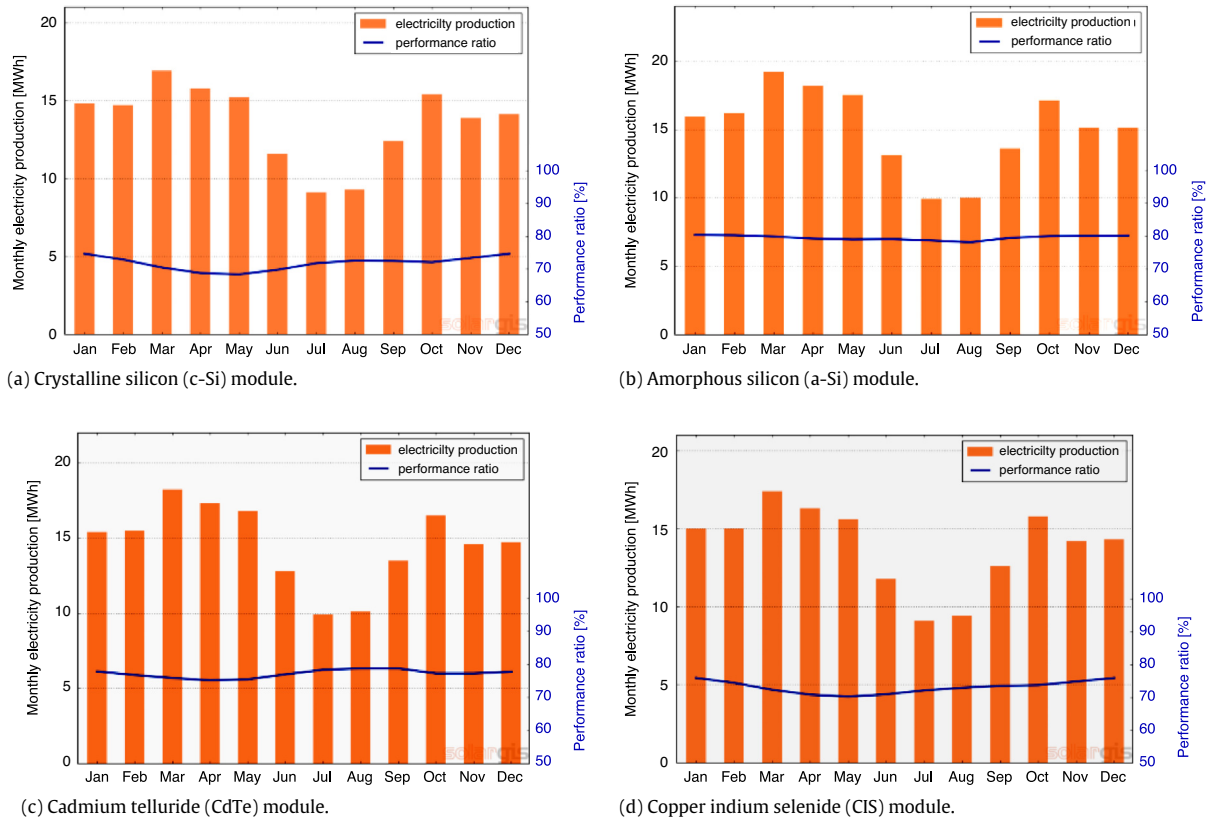 20
15
10
5
0
Monthly electricity production [MWh]
electricilty production
performance ratio
100
90
80
70
60
50
Performance ratio [%]
Jan Feb Mar Apr May Jun Jul Aug Sep Oct Nov Dec
solargis
(a) Crystalline silicon (c-Si) module.
20
15
10
5
0
Monthly electricity production [MWh]
electricity production
performance ratio
100
90
80
70
60
50
Performance ratio [%]
Jan Feb Mar Apr May Jun Jul Aug Sep Oct Nov Dec
solargis
(b) Amorphous silicon (a-Si) module.
20
15
10
5
0
Monthly electricity production [MWh]
electricilty production
performance ratio
100
90
80
70
60
50
Performance ratio [%]
Jan Feb Mar Apr May Jun Jul Aug Sep Oct Nov Dec
solargis
(c) Cadmium telluride (CdTe) module.
20
15
10
5
0
Monthly electricity production [MWh]
electricilty production
performance ratio
100
90
80
70
60
50
Performance ratio [%]
Jan Feb Mar Apr May Jun Jul Aug Sep Oct Nov Dec
solargis
(d) Copper indium selenide (CIS) module.